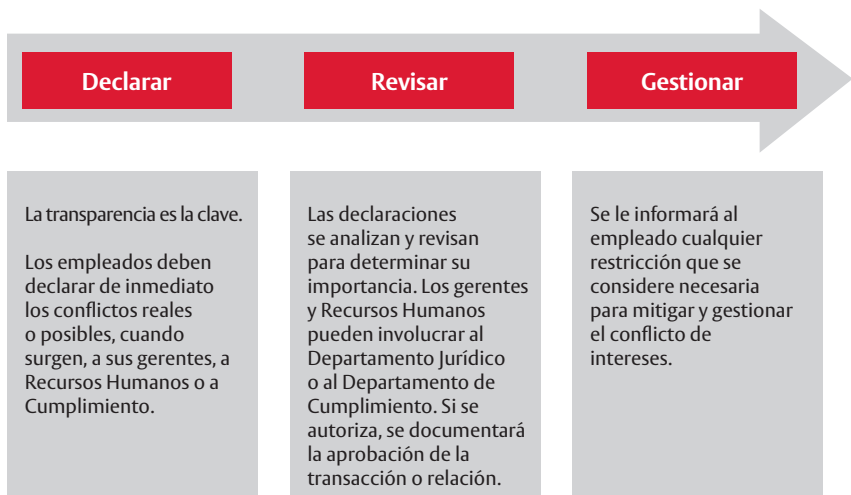 Declarar
Revisar
Gestionar
La transparencia es la clave.
Los empleados deben
declarar de inmediato
los conflictos reales
o posibles, cuando
surgen, a sus gerentes, a
Recursos Humanos o a
Cumplimiento.
Las declaraciones
se analizan y revisan
para determinar su
importancia. Los gerentes
y Recursos Humanos
pueden involucrar al
Departamento Jurídico
o al Departamento de
Cumplimiento. Si se
autoriza, se documentará
la aprobación de la
transacción o relación.
Se le informará al
empleado cualquier
restricción que se
considere necesaria
para mitigar y gestionar
el conflicto de
intereses.